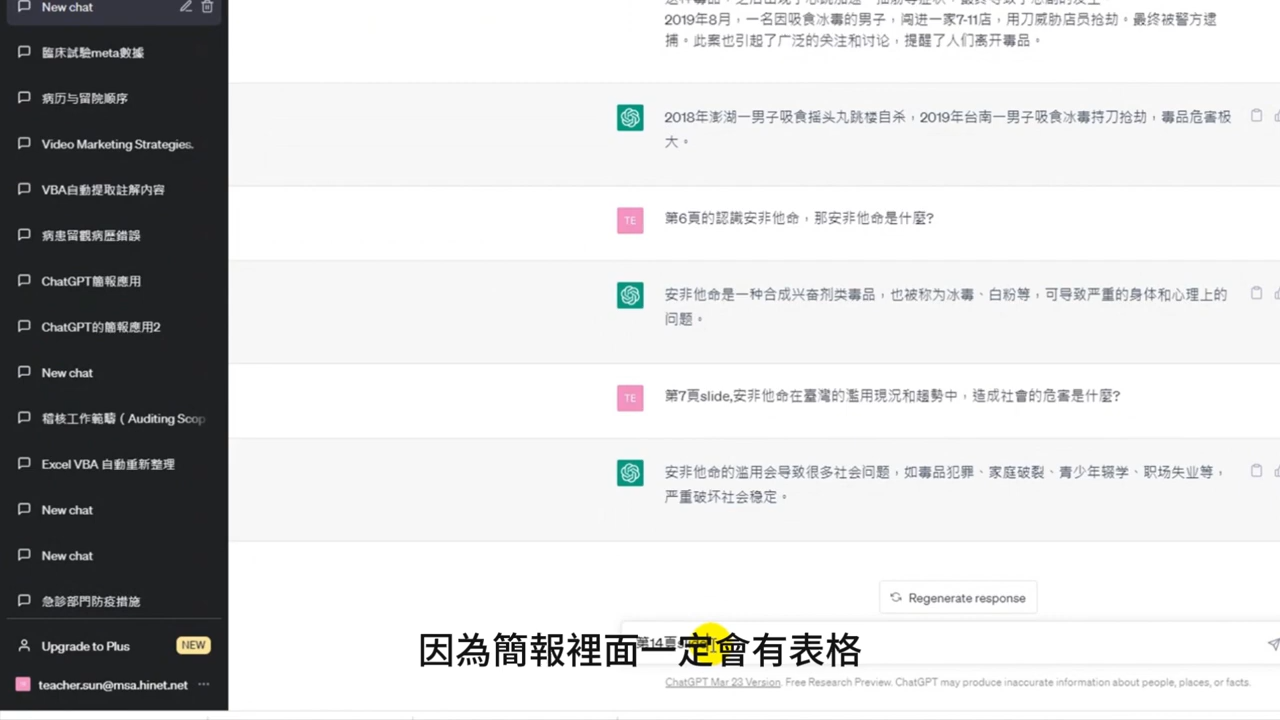 New chat
臨床試驗meta數據
病历与留院顺序
Video Marketing Strategies.
VBA自動提取註解內容
病患留觀病歷錯誤
ChatGPT簡報應用
ChatGPT的簡報應用2
New chat
稽核工作範疇（Auditing Scop
Excel VBA 自動重新整理
New chat
New chat
急診部門防疫措施
Upgrade to Plus
NEW
teacher.sun@msa.hinet.net
2019年8月，一名因吸食冰毒的男子，闯进一家7-11店，用刀威胁店员抢劫。最终被警方逮
捕。此案也引起了广泛的关注和讨论，提醒了人们离开毒品。
2018年澎湖一男子吸食摇头丸跳楼自杀，2019年台南一男子吸食冰毒持刀抢劫，毒品危害极
大。
TE
第6頁的認識安非他命，那安非他命是什麼?
安非他命是一种合成兴奋剂类毒品，也被称为冰毒、白粉等，可导致严重的身体和心理上的
问题。
TE
第7頁slide,安非他命在臺灣的濫用現況和趨勢中，造成社會的危害是什麼?
安非他命的滥用会导致很多社会问题，如毒品犯罪、家庭破裂、青少年辍学、职场失业等，
严重破坏社会稳定。
Regenerate response
第14頁
因為簡報裡面一定會有表格
ChatGPT Mar 23 Version. Free Research Preview. ChatGPT may produce inaccurate information about people, places, or facts.